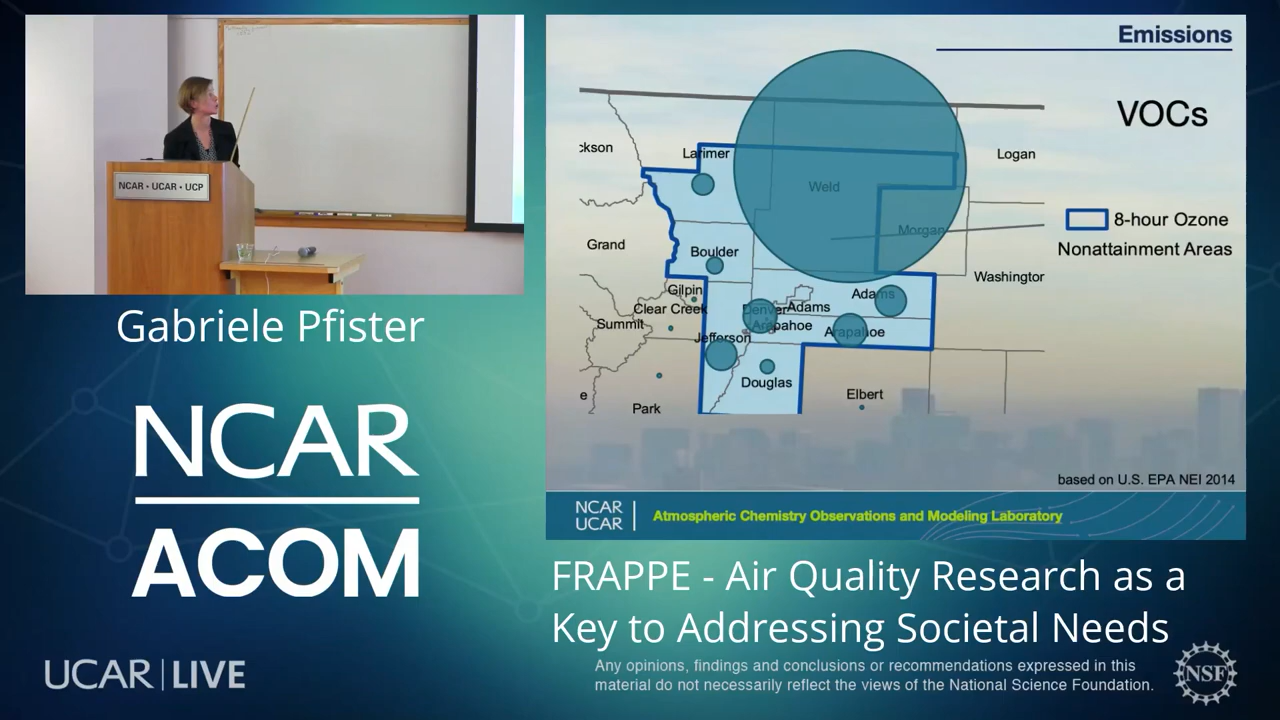 NCAR • UCAR • UCP
Gabriele Pfister
NCAR
ACOM
UCAR | LIVE
Emissions
VOCs
ckson
Larimer
Logan
Weld
Morgan
8-hour Ozone
Nonattainment Areas
Grand
Boulder
Washington
Gilpin
Adams
Clear Creek
Denver
Adams
Summit
Arapahoe
Arapahoe
Jefferson
Douglas
e
Park
Elbert
based on U.S. EPA NEI 2014
NCAR
UCAR
Atmospheric Chemistry Observations and Modeling Laboratory
FRAPPE - Air Quality Research as a
Key to Addressing Societal Needs
Any opinions, findings and conclusions or recommendations expressed in this
material do not necessarily reflect the views of the National Science Foundation.
NSF